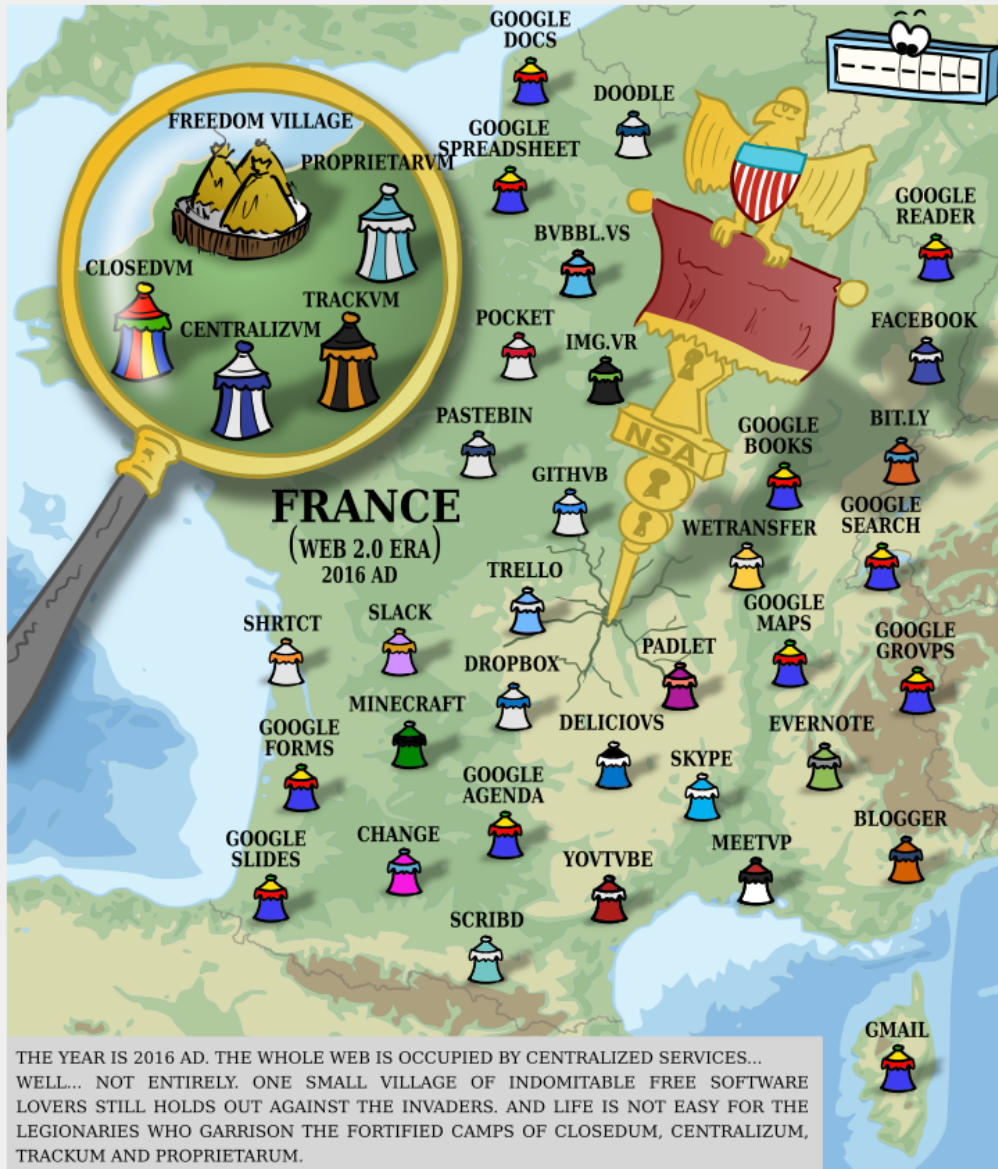 GOOGLE
DOCS
DOODLE
FREEDOM VILLAGE
GOOGLE
SPREADSHEET
PROPRIETARVM
GOOGLE
READER
BVBBL.VS
CLOSEDVM
TRACKVM
CENTRALIZVM
POCKET
IMG.VR
FACEBOOK
PASTEBIN
NSA
GOOGLE
BOOKS
BIT.LY
GITHVB
FRANCE
(WEB 2.0 ERA)
2016 AD
WETRANSFER
GOOGLE
SEARCH
TRELLO
SHRTCT
SLACK
GOOGLE
MAPS
PADLET
GOOGLE
GROVPS
DROPBOX
MINECRAFT
GOOGLE
FORMS
DELICIOVS
EVERNOTE
SKYPE
GOOGLE
AGENDA
GOOGLE
SLIDES
CHANGE
YOVTVBE
MEETVP
BLOGGER
SCRIBD
GMAIL
THE YEAR IS 2016 AD. THE WHOLE WEB IS OCCUPIED BY CENTRALIZED SERVICES...
WELL... NOT ENTIRELY. ONE SMALL VILLAGE OF INDOMITABLE FREE SOFTWARE
LOVERS STILL HOLDS OUT AGAINST THE INVADERS. AND LIFE IS NOT EASY FOR THE
LEGIONARIES WHO GARRISON THE FORTIFIED CAMPS OF CLOSEDUM, CENTRALIZUM,
TRACKUM AND PROPRIETARUM.